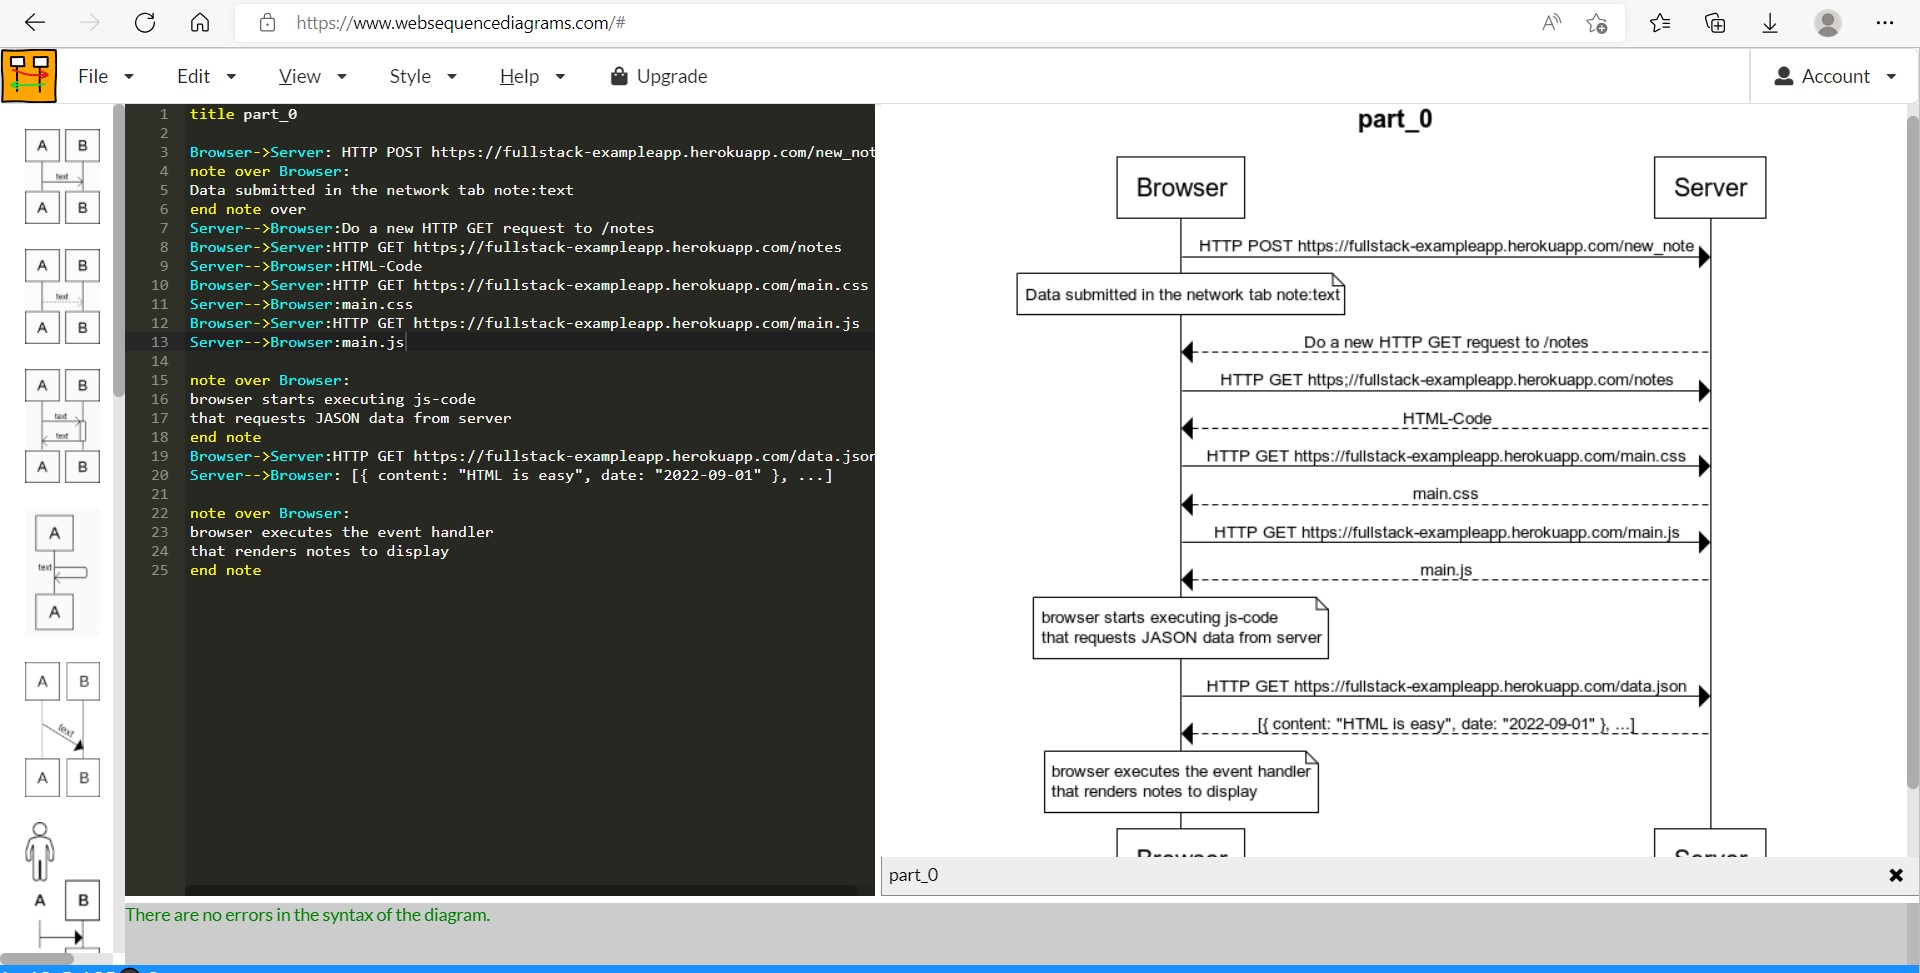 https://www.websequencediagrams.com/#
File Edit View Style Help Upgrade Account
A B
text
A B
A B
text
A B
A B
text
text
A B
A
text
A
A B
text
A B
A B
1 title part_0
2
3 Browser->Server: HTTP POST https://fullstack-exampleapp.herokuapp.com/new_not
4 note over Browser:
5 Data submitted in the network tab note:text
6 end note over
7 Server-->Browser:Do a new HTTP GET request to /notes
8 Browser->Server:HTTP GET https;//fullstack-exampleapp.herokuapp.com/notes
9 Server-->Browser:HTML-Code
10 Browser->Server:HTTP GET https://fullstack-exampleapp.herokuapp.com/main.css
11 Server-->Browser:main.css
12 Browser->Server:HTTP GET https://fullstack-exampleapp.herokuapp.com/main.js
13 Server-->Browser:main.js
14
15 note over Browser:
16 browser starts executing js-code
17 that requests JASON data from server
18 end note
19 Browser->Server:HTTP GET https://fullstack-exampleapp.herokuapp.com/data.jsor
20 Server-->Browser: [{ content: "HTML is easy", date: "2022-09-01" }, ...]
21
22 note over Browser:
23 browser executes the event handler
24 that renders notes to display
25 end note
part_0
Browser Server
HTTP POST https://fullstack-exampleapp.herokuapp.com/new_note
Data submitted in the network tab note:text
Do a new HTTP GET request to /notes
HTTP GET https;//fullstack-exampleapp.herokuapp.com/notes
HTML-Code
HTTP GET https://fullstack-exampleapp.herokuapp.com/main.css
main.css
HTTP GET https://fullstack-exampleapp.herokuapp.com/main.js
main.js
browser starts executing js-code
that requests JASON data from server
HTTP GET https://fullstack-exampleapp.herokuapp.com/data.json
[{ content: "HTML is easy", date: "2022-09-01" }, ...]
browser executes the event handler
that renders notes to display
Browser Server
part_0
There are no errors in the syntax of the diagram.